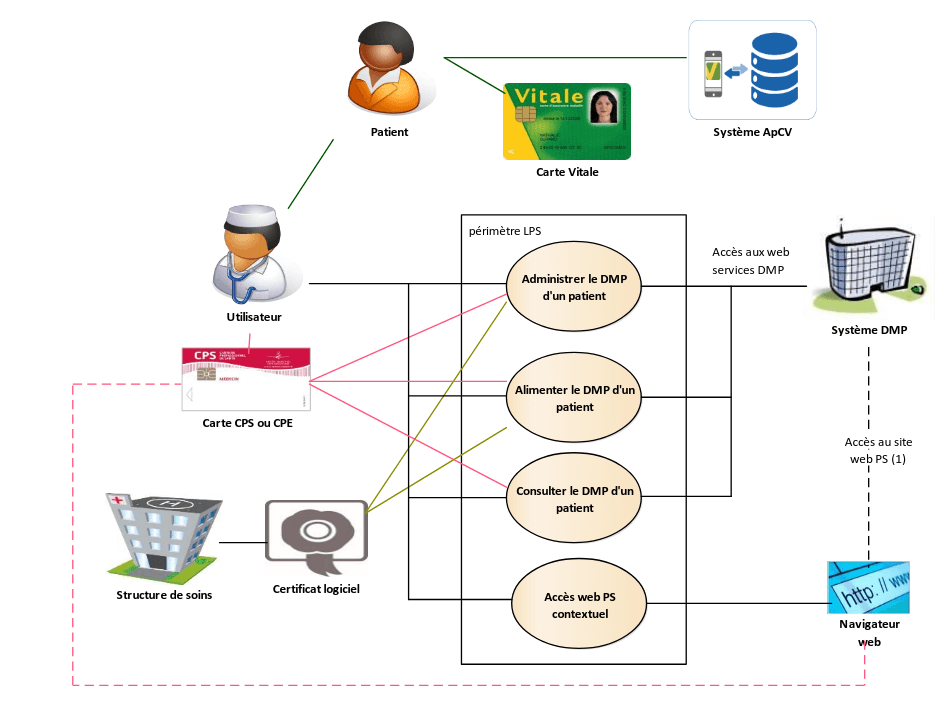 Vitale
Patient
Système ApCV
Carte Vitale
périmètre LPS
Accès aux web
services DMP
Administrer le DMP
d'un patient
Utilisateur
Système DMP
CPS
MEDECIN
Alimenter le DMP d'un
patient
Carte CPS ou CPE
Accès au site
web PS (1)
Consulter le DMP d'un
patient
H
Structure de soins
Certificat logiciel
Accès web PS
contextuel
http: // ww
Navigateur
web